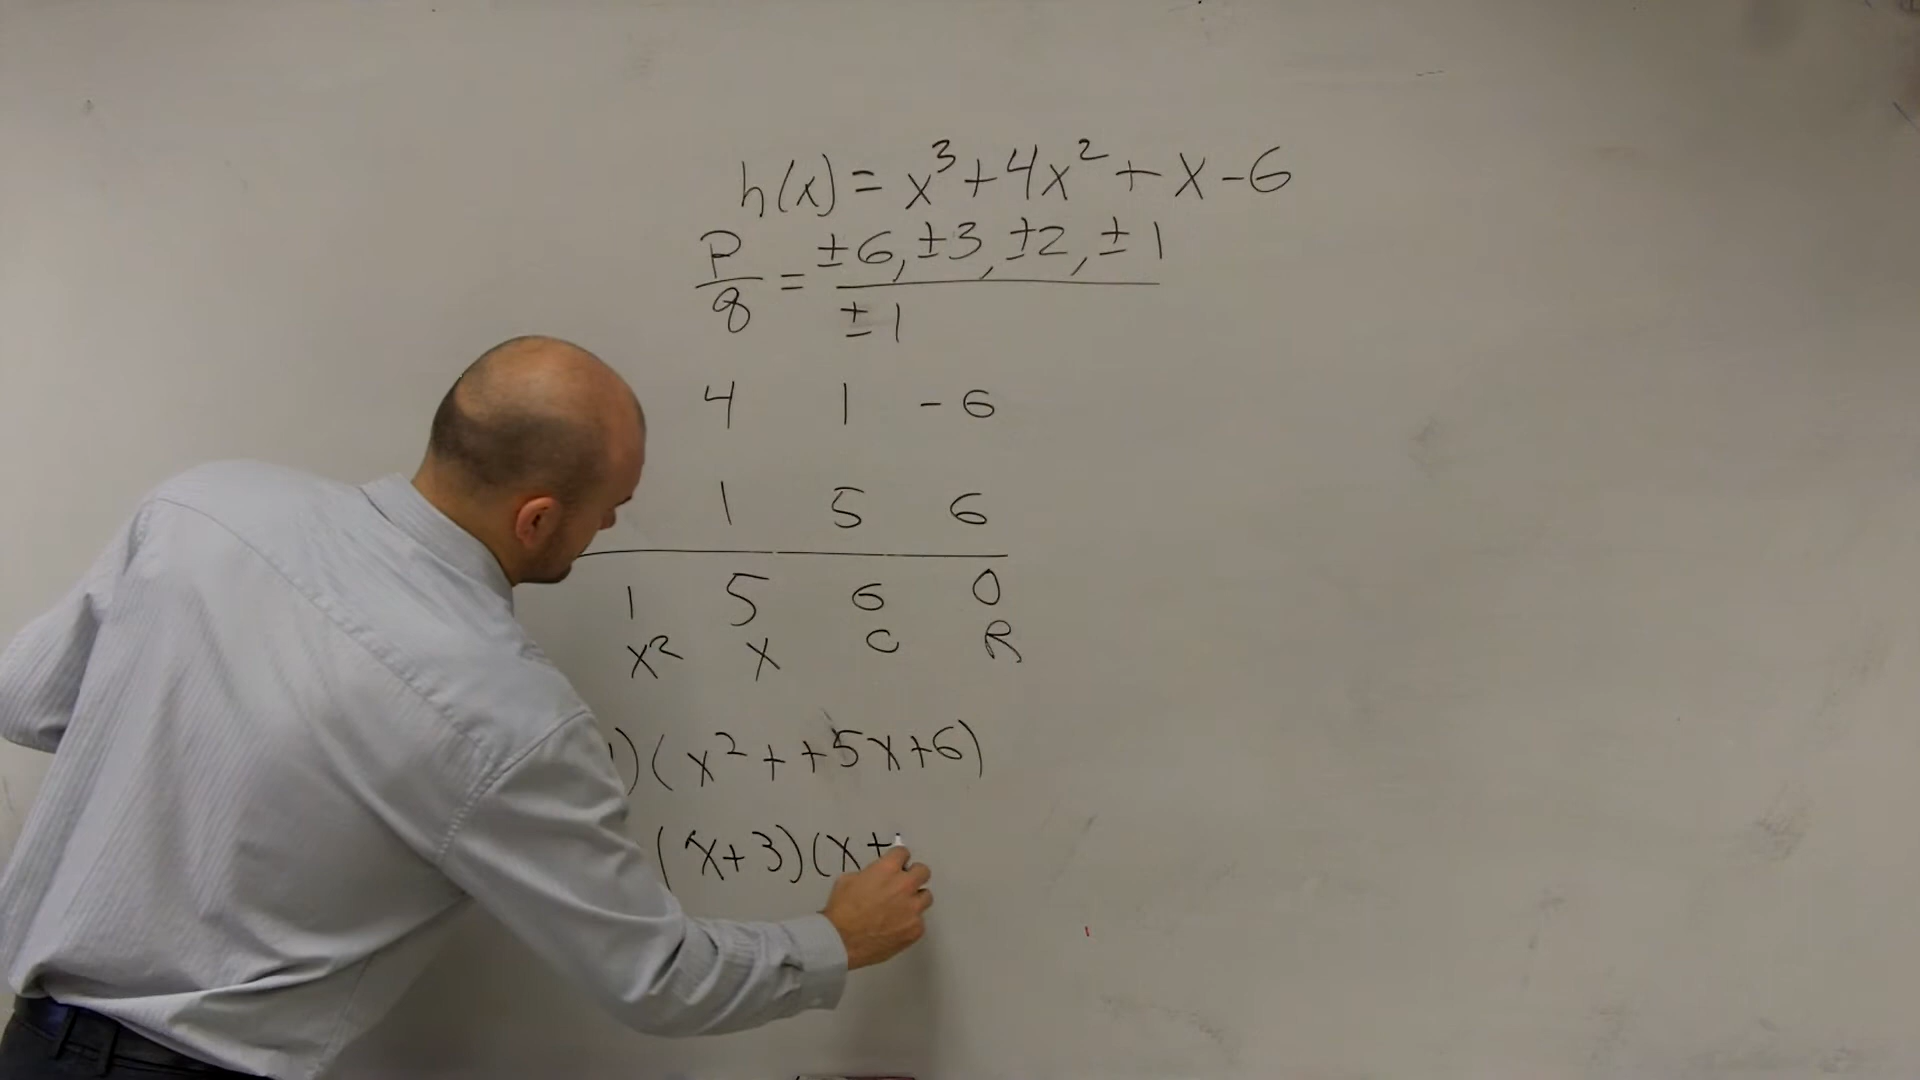 h(x) = x³ + 4x² + x - 6
P/q = ±6, ±3, ±2, ±1 / ±1
4 1 -6
1 5 6
1 5 6 0
x² x C R
1)(x² + +5x+6)
(x+3)(x+